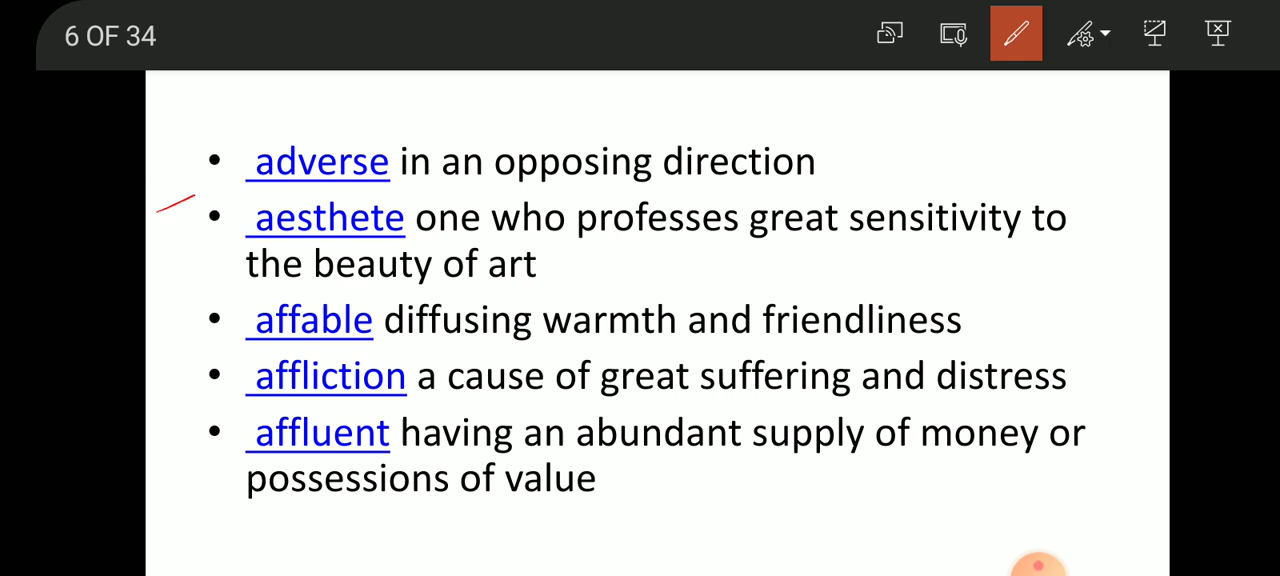 6 OF 34
• adverse in an opposing direction
• aesthete one who professes great sensitivity to
the beauty of art
• affable diffusing warmth and friendliness
• affliction a cause of great suffering and distress
• affluent having an abundant supply of money or
possessions of value